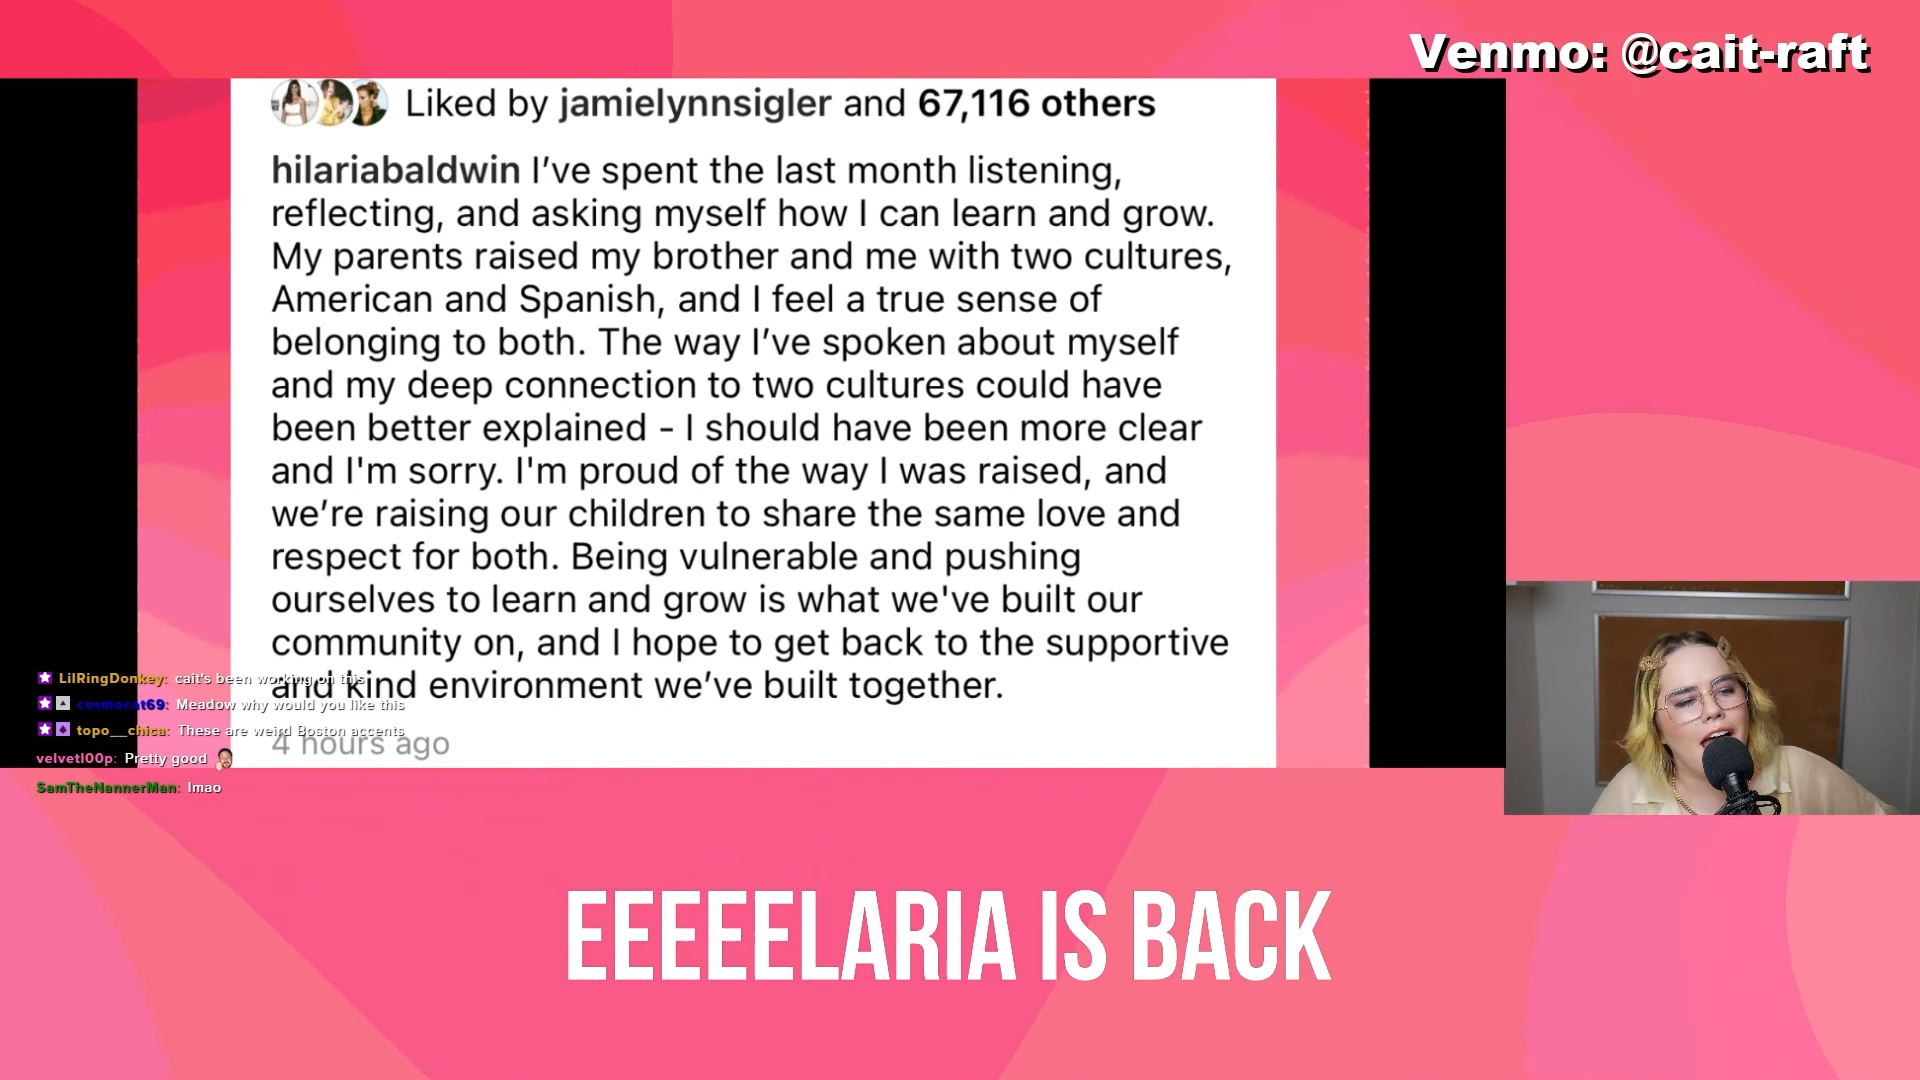 Venmo: @cait-raft
Liked by jamielynnsigler and 67,116 others
hilariabaldwin I’ve spent the last month listening,
reflecting, and asking myself how I can learn and grow.
My parents raised my brother and me with two cultures,
American and Spanish, and I feel a true sense of
belonging to both. The way I’ve spoken about myself
and my deep connection to two cultures could have
been better explained - I should have been more clear
and I'm sorry. I'm proud of the way I was raised, and
we’re raising our children to share the same love and
respect for both. Being vulnerable and pushing
ourselves to learn and grow is what we've built our
community on, and I hope to get back to the supportive
and kind environment we’ve built together.
4 hours ago
LilRingDonkey: cait's been working on this
cosmocat69: Meadow why would you like this
topo__chica: These are weird Boston accents
velvetl00p: Pretty good
SamTheNannerMan: lmao
EEEEELARIA IS BACK